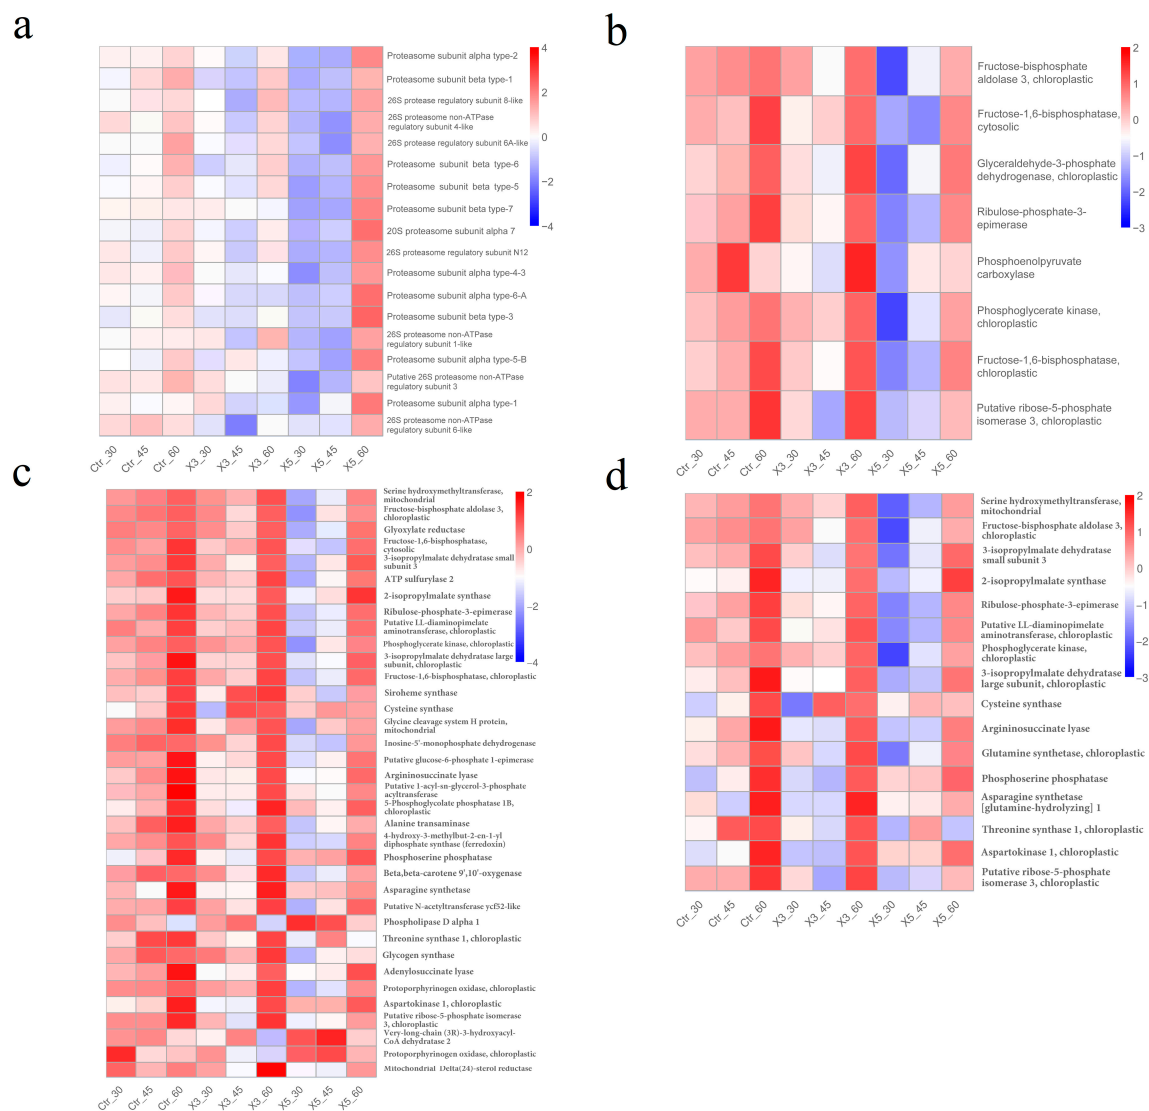 a
Proteasome subunit alpha type-2
Proteasome subunit beta type-1
26S protease regulatory subunit 8-like
26S proteasome non-ATPase
regulatory subunit 4-like
26S protease regulatory subunit 6A-like
Proteasome subunit beta type-6
Proteasome subunit beta type-5
Proteasome subunit beta type-7
20S proteasome subunit alpha 7
26S proteasome regulatory subunit N12
Proteasome subunit alpha type-4-3
Proteasome subunit alpha type-6-A
Proteasome subunit beta type-3
26S proteasome non-ATPase
regulatory subunit 1-like
Proteasome subunit alpha type-5-B
Putative 26S proteasome non-ATPase
regulatory subunit 3
Proteasome subunit alpha type-1
26S proteasome non-ATPase
regulatory subunit 6-like
4
2
0
−2
−4
Ctr_30
Ctr_45
Ctr_60
X3_30
X3_45
X3_60
X5_30
X5_45
X5_60
b
Fructose-bisphosphate
aldolase 3, chloroplastic
Fructose-1,6-bisphosphatase,
cytosolic
Glyceraldehyde-3-phosphate
dehydrogenase, chloroplastic
Ribulose-phosphate-3-
epimerase
Phosphoenolpyruvate
carboxylase
Phosphoglycerate kinase,
chloroplastic
Fructose-1,6-bisphosphatase,
chloroplastic
Putative ribose-5-phosphate
isomerase 3, chloroplastic
2
1
0
−1
−2
−3
Ctr_30
Ctr_45
Ctr_60
X3_30
X3_45
X3_60
X5_30
X5_45
X5_60
c
Serine hydroxymethyltransferase,
mitochondrial
Fructose-bisphosphate aldolase 3,
chloroplastic
Glyoxylate reductase
Fructose-1,6-bisphosphatase,
cytosolic
3-isopropylmalate dehydratase small
subunit 3
ATP sulfurylase 2
2-isopropylmalate synthase
Ribulose-phosphate-3-epimerase
Putative LL-diaminopimelate
aminotransferase, chloroplastic
Phosphoglycerate kinase, chloroplastic
3-isopropylmalate dehydratase large
subunit, chloroplastic
Fructose-1,6-bisphosphatase, chloroplastic
Siroheme synthase
Cysteine synthase
Glycine cleavage system H protein,
mitochondrial
Inosine-5'-monophosphate dehydrogenase
Putative glucose-6-phosphate 1-epimerase
Argininosuccinate lyase
Putative 1-acyl-sn-glycerol-3-phosphate
acyltransferase
5-Phosphoglycolate phosphatase 1B,
chloroplastic
Alanine transaminase
4-hydroxy-3-methylbut-2-en-1-yl
diphosphate synthase (ferredoxin)
Phosphoserine phosphatase
Beta,beta-carotene 9',10'-oxygenase
Asparagine synthetase
Putative N-acetyltransferase ycf52-like
Phospholipase D alpha 1
Threonine synthase 1, chloroplastic
Glycogen synthase
Adenylosuccinate lyase
Protoporphyrinogen oxidase, chloroplastic
Aspartokinase 1, chloroplastic
Putative ribose-5-phosphate isomerase
3, chloroplastic
Very-long-chain (3R)-3-hydroxyacyl-
CoA dehydratase 2
Protoporphyrinogen oxidase, chloroplastic
Mitochondrial Delta(24)-sterol reductase
2
0
−2
−4
Ctr_30
Ctr_45
Ctr_60
X3_30
X3_45
X3_60
X5_30
X5_45
X5_60
d
Serine hydroxymethyltransferase,
mitochondrial
Fructose-bisphosphate aldolase 3,
chloroplastic
3-isopropylmalate dehydratase
small subunit 3
2-isopropylmalate synthase
Ribulose-phosphate-3-epimerase
Putative LL-diaminopimelate
aminotransferase, chloroplastic
Phosphoglycerate kinase,
chloroplastic
3-isopropylmalate dehydratase
large subunit, chloroplastic
Cysteine synthase
Argininosuccinate lyase
Glutamine synthetase, chloroplastic
Phosphoserine phosphatase
Asparagine synthetase
[glutamine-hydrolyzing] 1
Threonine synthase 1, chloroplastic
Aspartokinase 1, chloroplastic
Putative ribose-5-phosphate
isomerase 3, chloroplastic
2
1
0
−1
−2
−3
Ctr_30
Ctr_45
Ctr_60
X3_30
X3_45
X3_60
X5_30
X5_45
X5_60